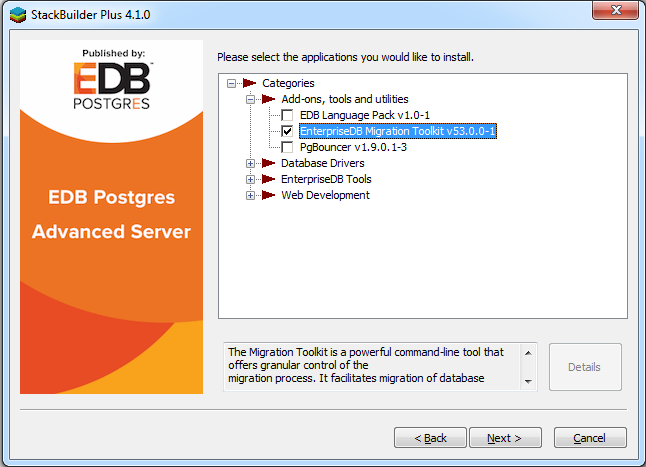 StackBuilder Plus 4.1.0
Published by:
EDB™
POSTGRES
EDB Postgres
Advanced Server
Please select the applications you would like to install.
Categories
Add-ons, tools and utilities
EDB Language Pack v1.0-1
EnterpriseDB Migration Toolkit v53.0.0-1
PgBouncer v1.9.0.1-3
Database Drivers
EnterpriseDB Tools
Web Development
The Migration Toolkit is a powerful command-line tool that
offers granular control of the
migration process. It facilitates migration of database
Details
< Back
Next >
Cancel